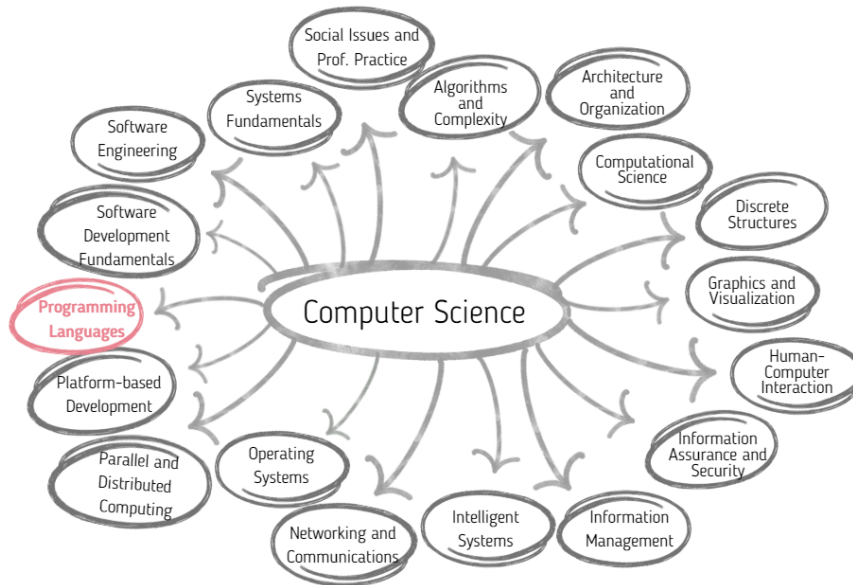 Social Issues and
Prof. Practice
Algorithms
and
Complexity
Architecture
and
Organization
Systems
Fundamentals
Software
Engineering
Computational
Science
Software
Development
Fundamentals
Discrete
Structures
Programming
Languages
Computer Science
Graphics and
Visualization
Platform-based
Development
Human-
Computer
Interaction
Parallel and
Distributed
Computing
Operating
Systems
Information
Assurance and
Security
Networking and
Communications
Intelligent
Systems
Information
Management